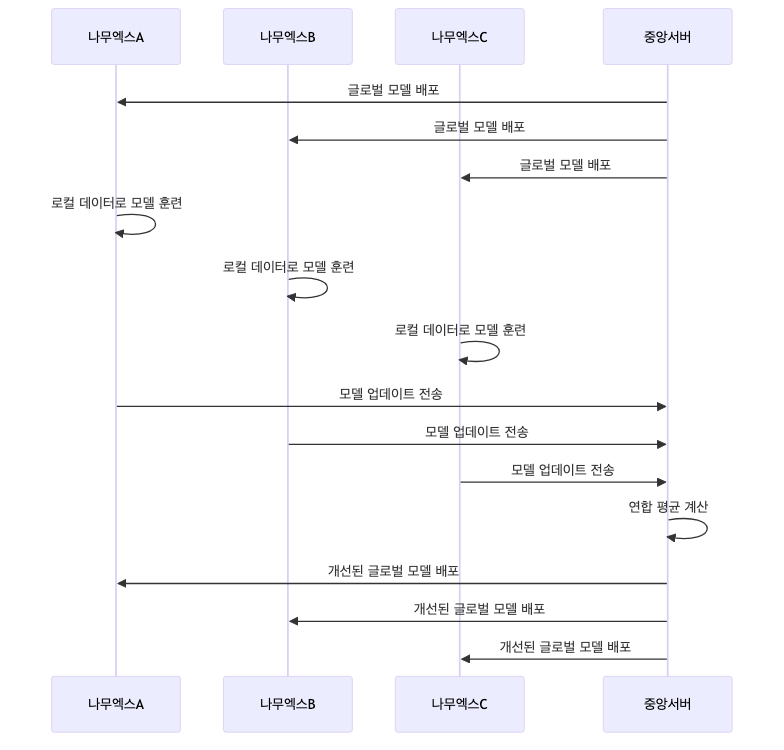 나무엑스A
나무엑스B
나무엑스C
중앙서버
글로벌 모델 배포
글로벌 모델 배포
글로벌 모델 배포
로컬 데이터로 모델 훈련
로컬 데이터로 모델 훈련
로컬 데이터로 모델 훈련
모델 업데이트 전송
모델 업데이트 전송
모델 업데이트 전송
연합 평균 계산
개선된 글로벌 모델 배포
개선된 글로벌 모델 배포
개선된 글로벌 모델 배포
나무엑스A
나무엑스B
나무엑스C
중앙서버